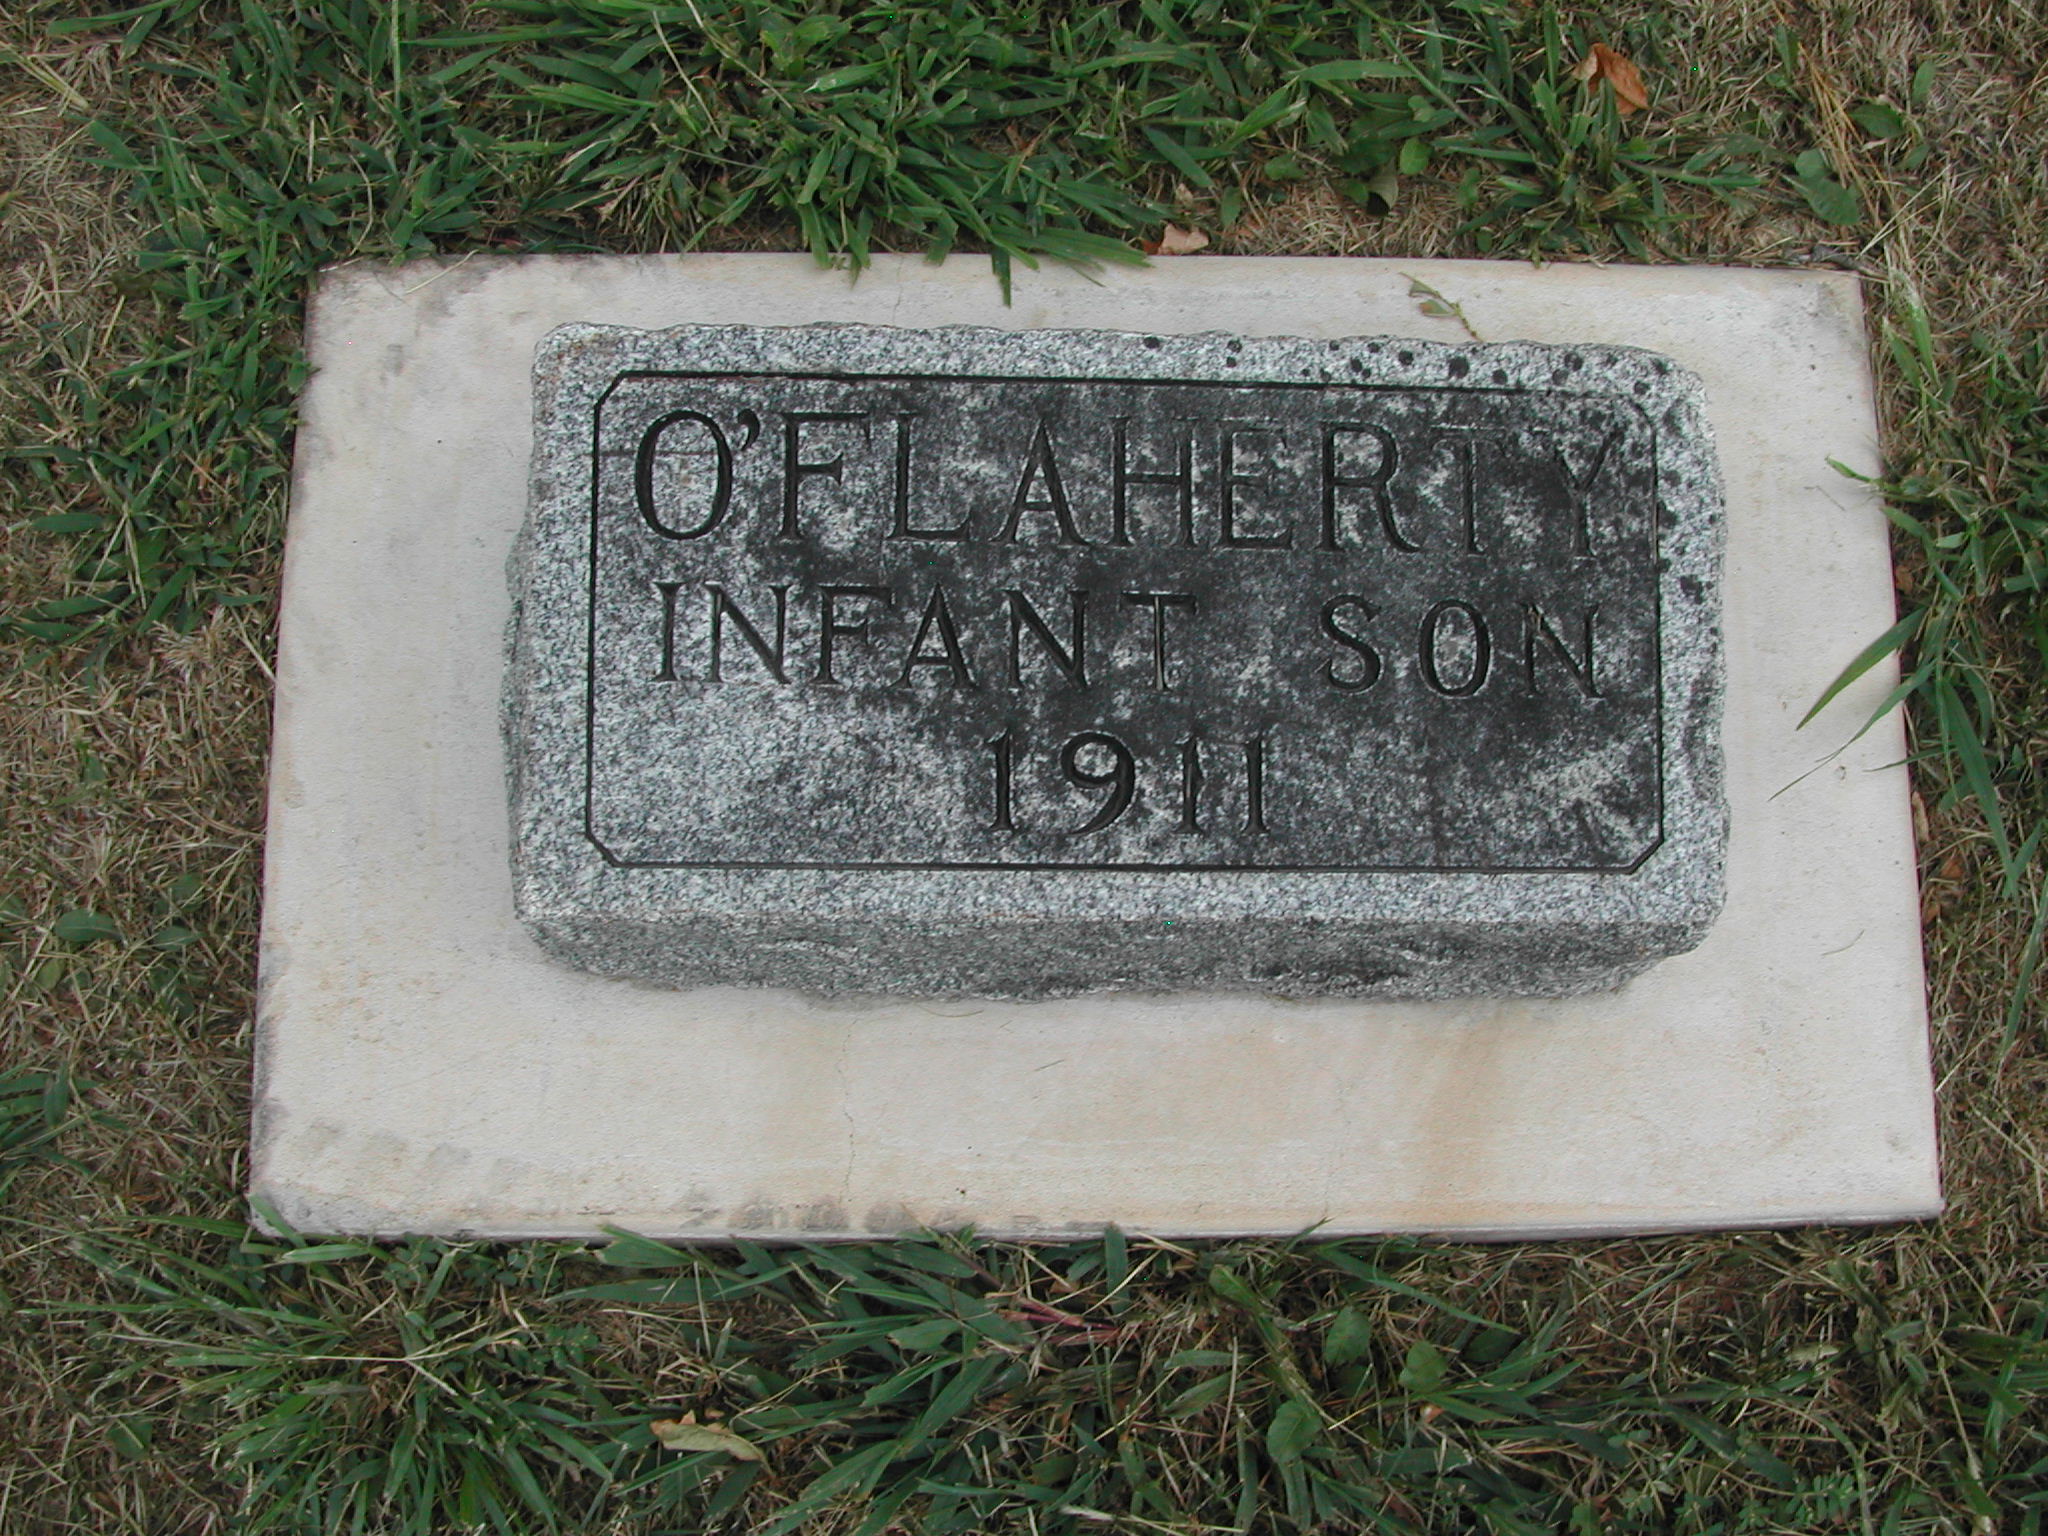 O'FLAHERTY
INFANT SON
1911